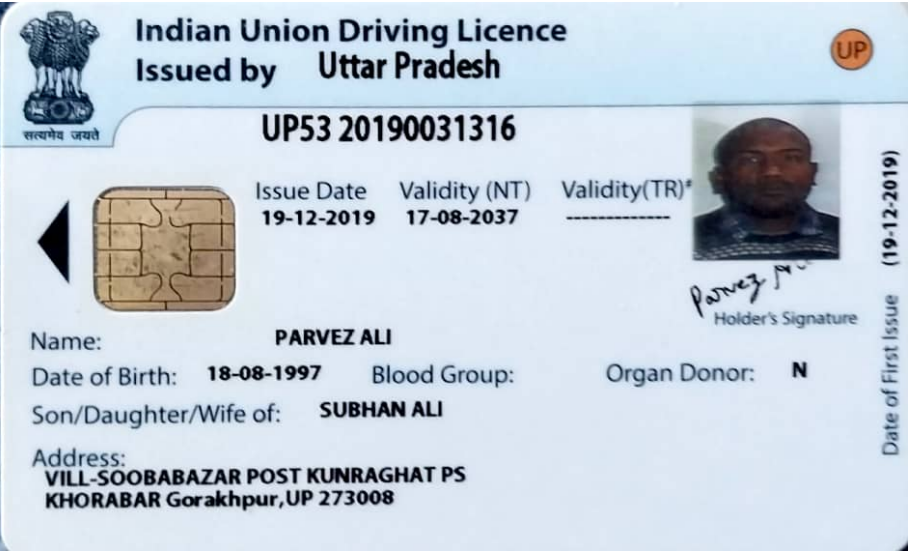 Indian Union Driving Licence
Issued by Uttar Pradesh
UP
सत्यमेव जयते
UP53 20190031316
Issue Date Validity (NT) Validity(TR)*
19-12-2019 17-08-2037 -------------
Parvez Ali
Holder's Signature
Date of First Issue (19-12-2019)
Name: PARVEZ ALI
Date of Birth: 18-08-1997 Blood Group: Organ Donor: N
Son/Daughter/Wife of: SUBHAN ALI
Address:
VILL-SOOBABAZAR POST KUNRAGHAT PS
KHORABAR Gorakhpur,UP 273008